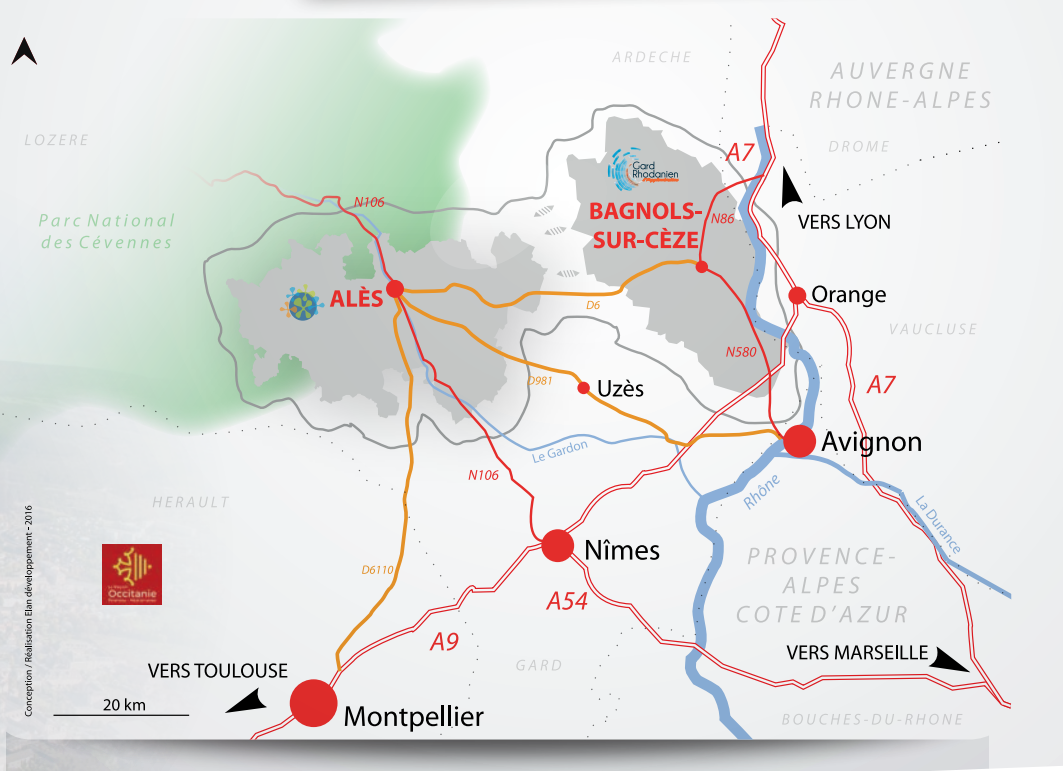 ARDECHE
AUVERGNE
RHONE-ALPES
LOZERE
DROME
A7
Gard
Rhodanien
Parc National
des Cévennes
N106
BAGNOLS-
SUR-CÈZE
N86
VERS LYON
ALÈS
D6
Orange
VAUCLUSE
N580
D981
Uzès
A7
Avignon
Le Gardon
N106
Rhône
La Durance
HERAULT
Nîmes
PROVENCE-
ALPES
COTE D'AZUR
D6110
Occitanie
A54
A9
GARD
VERS MARSEILLE
VERS TOULOUSE
20 km
Montpellier
BOUCHES-DU-RHONE
Conception / Réalisation Elan développement - 2016